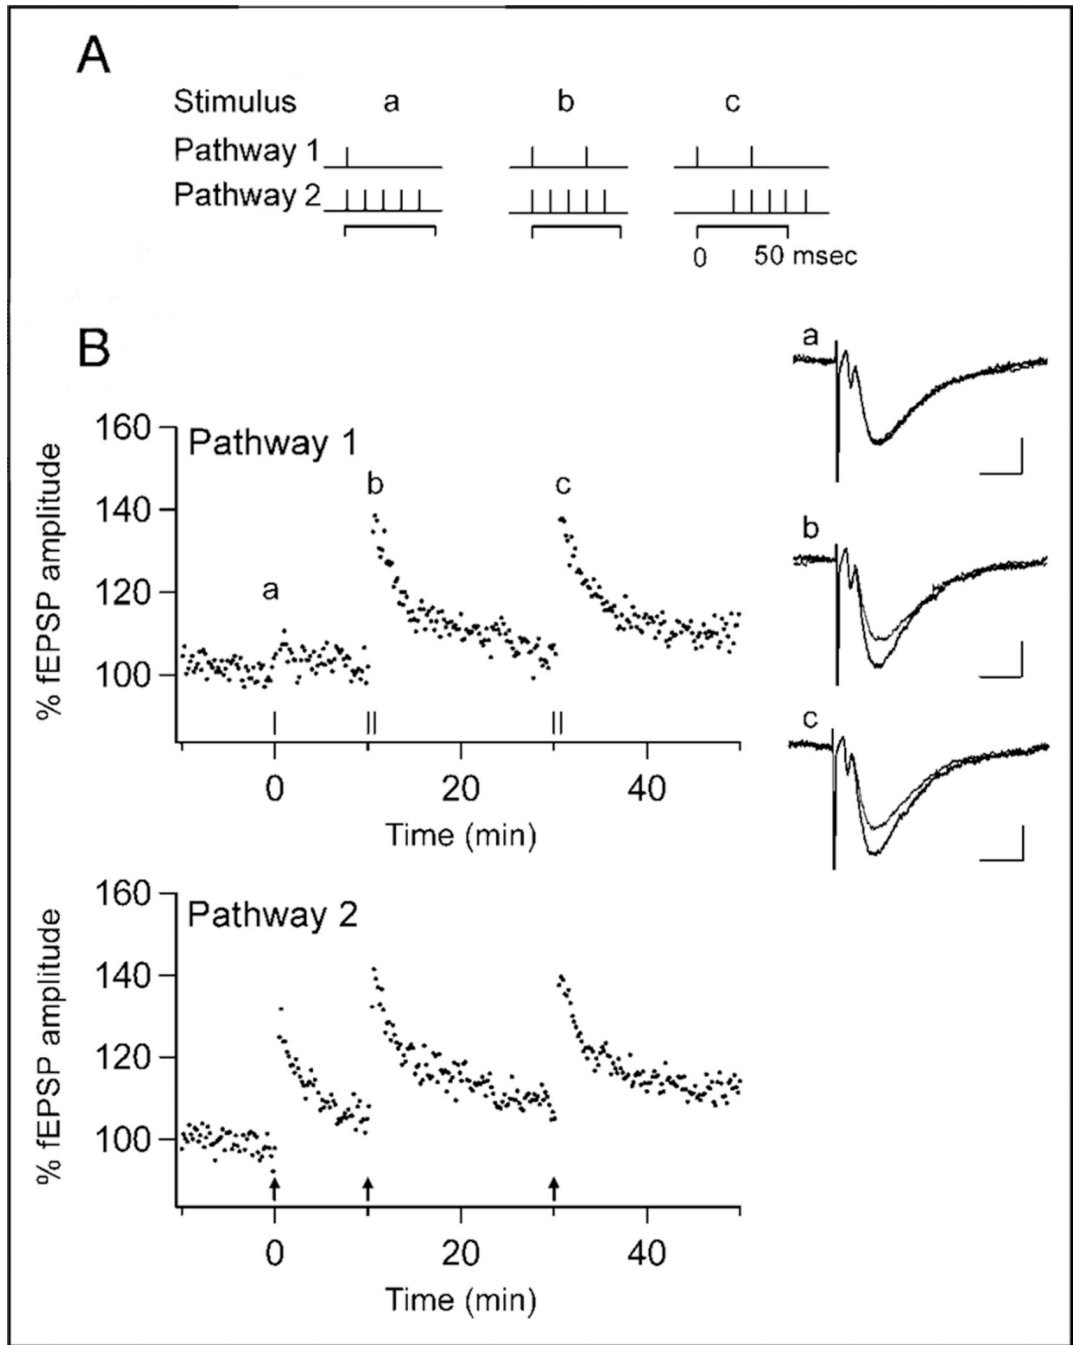 A
Stimulus a b c
Pathway 1
Pathway 2
0 50 msec
B
a
160
Pathway 1
% fEPSP amplitude
140
b c
120
a
100
b
0 20 40
Time (min)
c
160
Pathway 2
% fEPSP amplitude
140
120
100
0 20 40
Time (min)